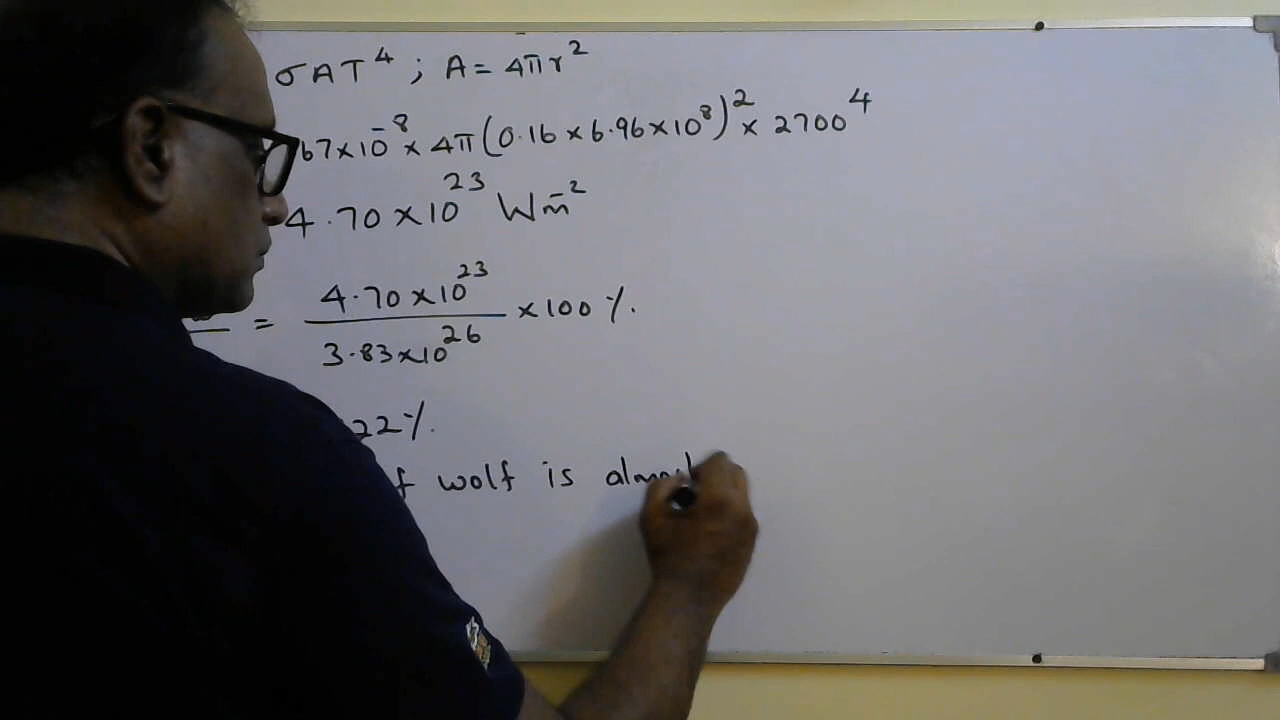 σAT⁴ ; A = 4πr²
67×10⁻⁸ × 4π(0.16×6.96×10⁸)² × 2700⁴
4.70×10²³ Wm⁻²
= 4.70×10²³ / 3.83×10²⁶ ×100 %.
22%.
f wolf is almost